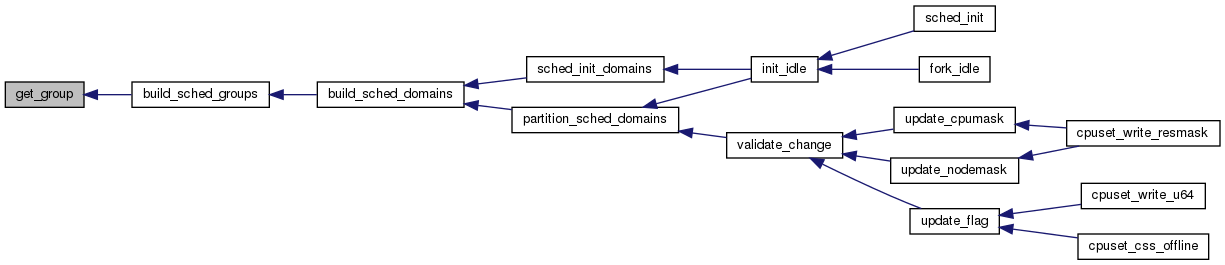 get_group
build_sched_groups
build_sched_domains
sched_init_domains
partition_sched_domains
init_idle
validate_change
sched_init
fork_idle
update_cpumask
update_nodemask
update_flag
cpuset_write_resmask
cpuset_write_u64
cpuset_css_offline